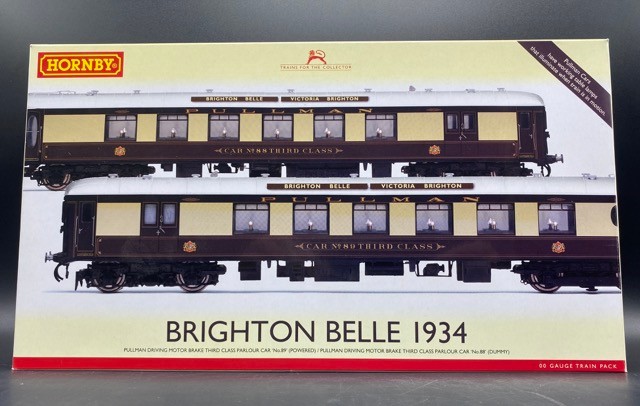 HORNBY
TRAINS FOR THE COLLECTOR
Pullman Cars
have working table lamps
that illuminate when train is in motion.
BRIGHTON BELLE VICTORIA BRIGHTON
PULLMAN
CAR No 88 THIRD CLASS
BRIGHTON BELLE VICTORIA BRIGHTON
PULLMAN
CAR No 89 THIRD CLASS
BRIGHTON BELLE 1934
PULLMAN DRIVING MOTOR BRAKE THIRD CLASS PARLOUR CAR 'No.89' (POWERED) / PULLMAN DRIVING MOTOR BRAKE THIRD CLASS PARLOUR CAR 'No.88' (DUMMY)
00 GAUGE TRAIN PACK